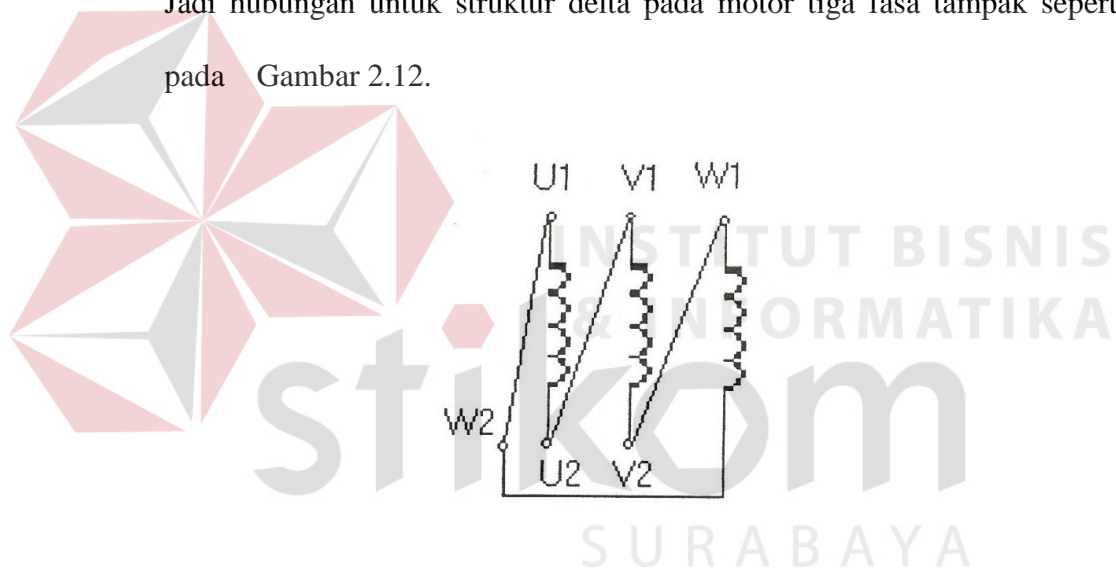 Jadi hubungan untuk struktur delta pada motor tiga fasa tampak sepert
pada Gambar 2.12.
U1 V1 W1
INSTITUT BISNIS
& INFORMATIKA
stikom
W2
U2 V2
SURABAYA